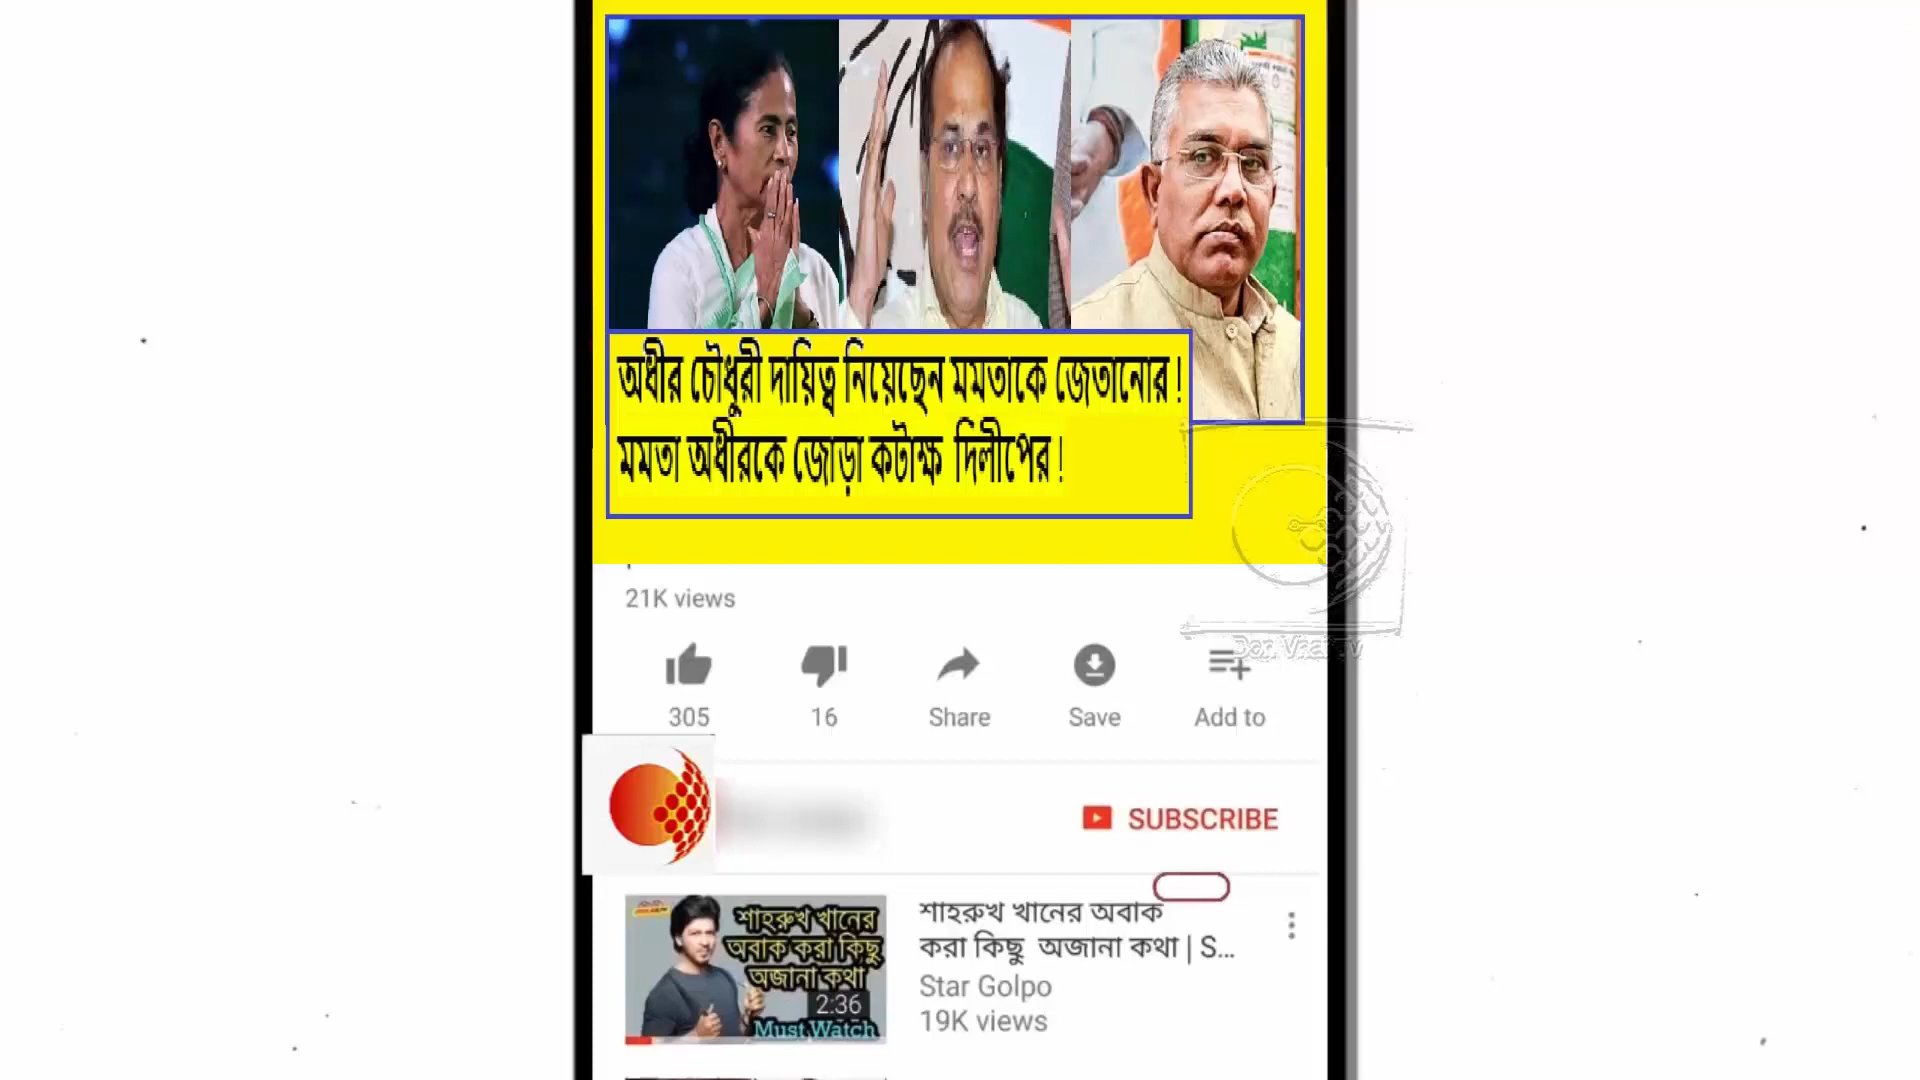 অধীর চৌধুরী দায়িত্ব নিয়েছেন মমতাকে জেতানোর !
মমতা অধীরকে জোড়া কটাক্ষ দিলীপের !
21K views
305
16
Share
Save
Add to
SUBSCRIBE
শাহরুখ খানের
অবাক করা কিছু
অজানা কথা
2:36
Must Watch
শাহরুখ খানের অবাক
করা কিছু অজানা কথা | S...
Star Golpo
19K views